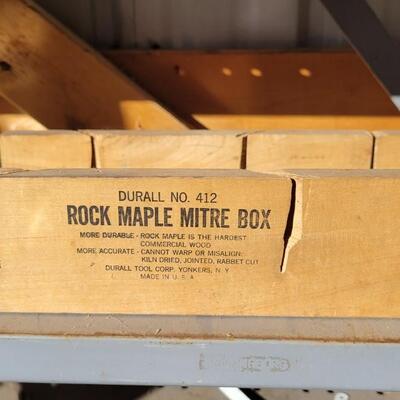 DURALL NO. 412
ROCK MAPLE MITRE BOX
MORE DURABLE - ROCK MAPLE IS THE HARDEST
COMMERCIAL WOOD
MORE ACCURATE - CANNOT WARP OR MISALIGN:
KILN DRIED, JOINTED, RABBET CUT
DURALL TOOL CORP. YONKERS, N. Y.
MADE IN U. S. A.